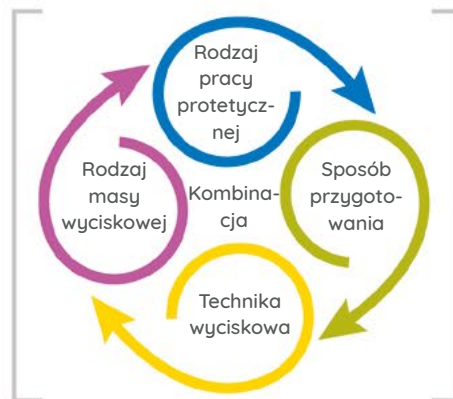 Rodzaj
pracy
protetycz-
nej
Rodzaj
masy
wyciskowej
Kombina-
cja
Sposób
przygoto-
wania
Technika
wyciskowa